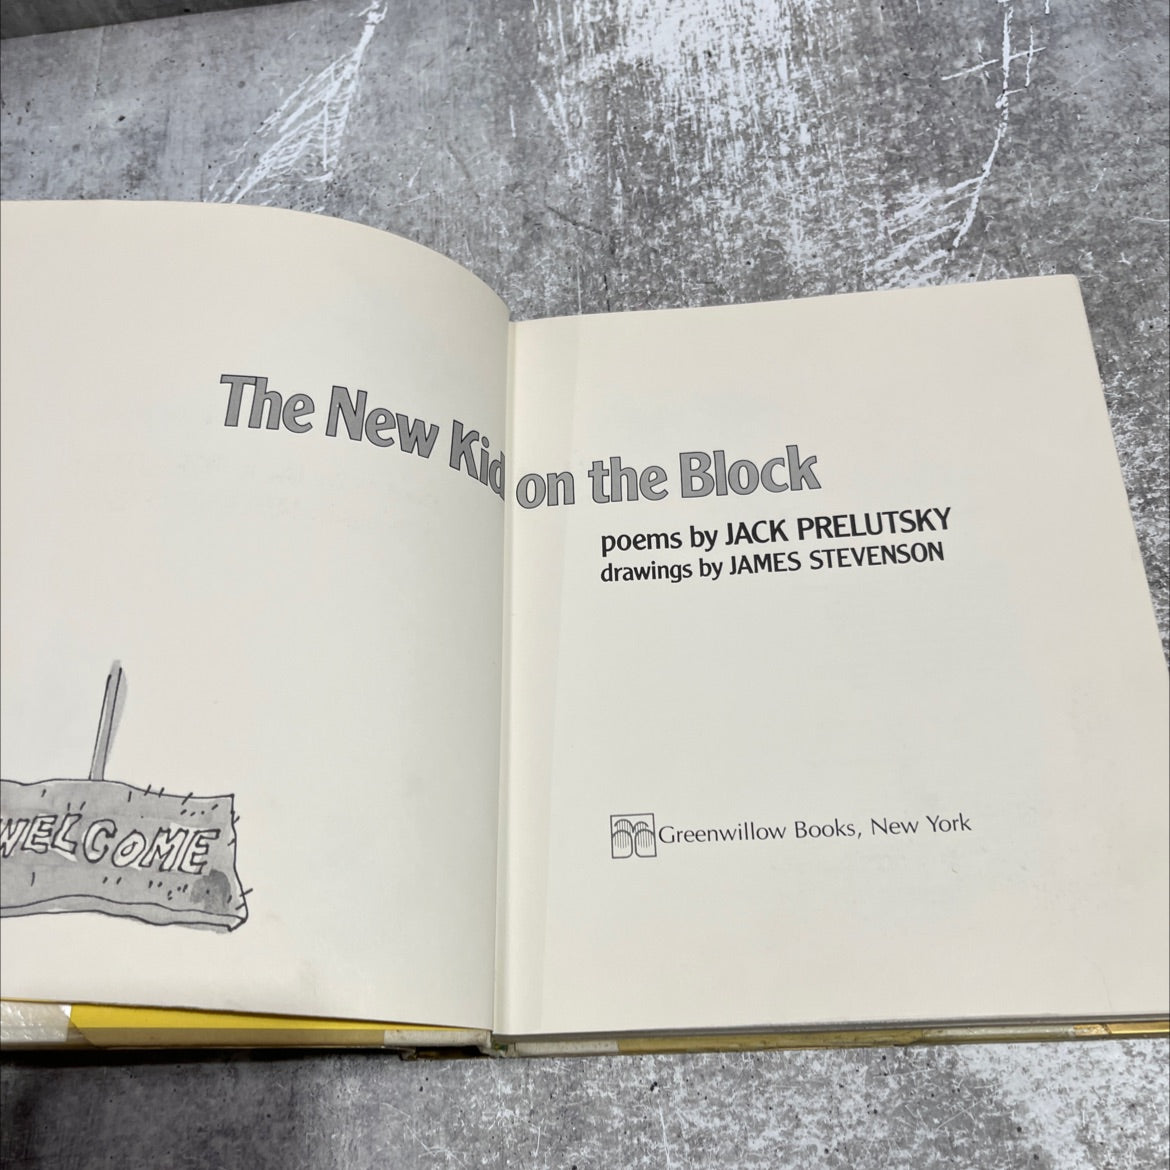 The New Kid on the Block
poems by JACK PRELUTSKY
drawings by JAMES STEVENSON
WELCOME
Greenwillow Books, New York